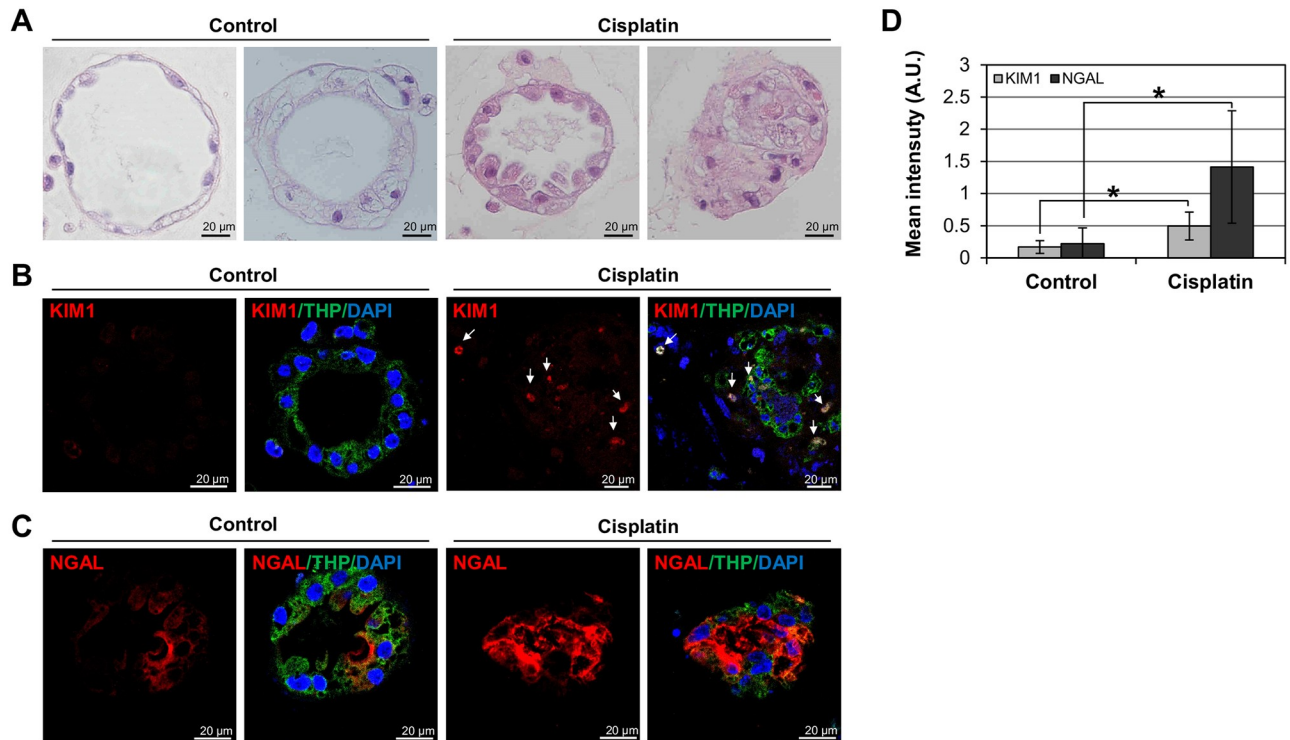 A
Control
Cisplatin
20 µm
20 µm
20 µm
20 µm
B
Control
Cisplatin
KIM1
KIM1/THP/DAPI
KIM1
KIM1/THP/DAPI
20 µm
20 µm
20 µm
20 µm
C
Control
Cisplatin
NGAL
NGAL/THP/DAPI
NGAL
NGAL/THP/DAPI
20 µm
20 µm
20 µm
20 µm
D
Mean intensuty (A.U.)
3
2.5
2
1.5
1
0.5
0
KIM1
NGAL
*
*
Control
Cisplatin